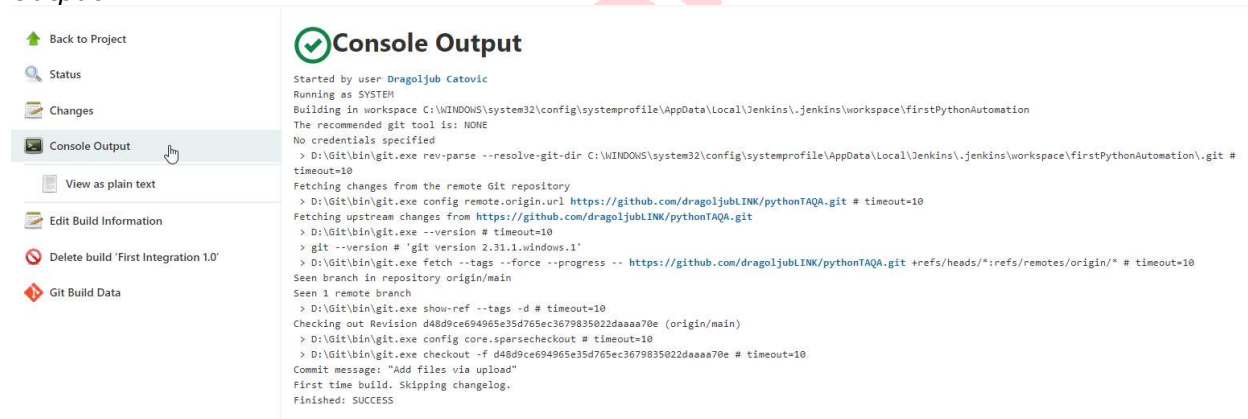 Back to Project
Status
Changes
Console Output
View as plain text
Edit Build Information
Delete build 'First Integration 1.0'
Git Build Data
Console Output
Started by user Dragoljub Catovic
Running as SYSTEM
Building in workspace C:\WINDOWS\system32\config\systemprofile\AppData\Local\Jenkins\.jenkins\workspace\firstPythonAutomation
The recommended git tool is: NONE
No credentials specified
> D:\Git\bin\git.exe rev-parse --resolve-git-dir C:\WINDOWS\system32\config\systemprofile\AppData\Local\Jenkins\.jenkins\workspace\firstPythonAutomation\.git #
timeout=10
Fetching changes from the remote Git repository
> D:\Git\bin\git.exe config remote.origin.url https://github.com/dragoljubLINK/pythonTAQA.git # timeout=10
Fetching upstream changes from https://github.com/dragoljubLINK/pythonTAQA.git
> D:\Git\bin\git.exe --version # timeout=10
> git --version # 'git version 2.31.1.windows.1'
> D:\Git\bin\git.exe fetch --tags --force --progress -- https://github.com/dragoljubLINK/pythonTAQA.git +refs/heads/*:refs/remotes/origin/* # timeout=10
Seen branch in repository origin/main
Seen 1 remote branch
> D:\Git\bin\git.exe show-ref --tags -d # timeout=10
Checking out Revision d48d9ce694965e35d765ec3679835022daaaa70e (origin/main)
> D:\Git\bin\git.exe config core.sparsecheckout # timeout=10
> D:\Git\bin\git.exe checkout -f d48d9ce694965e35d765ec3679835022daaaa70e # timeout=10
Commit message: "Add files via upload"
First time build. Skipping changelog.
Finished: SUCCESS